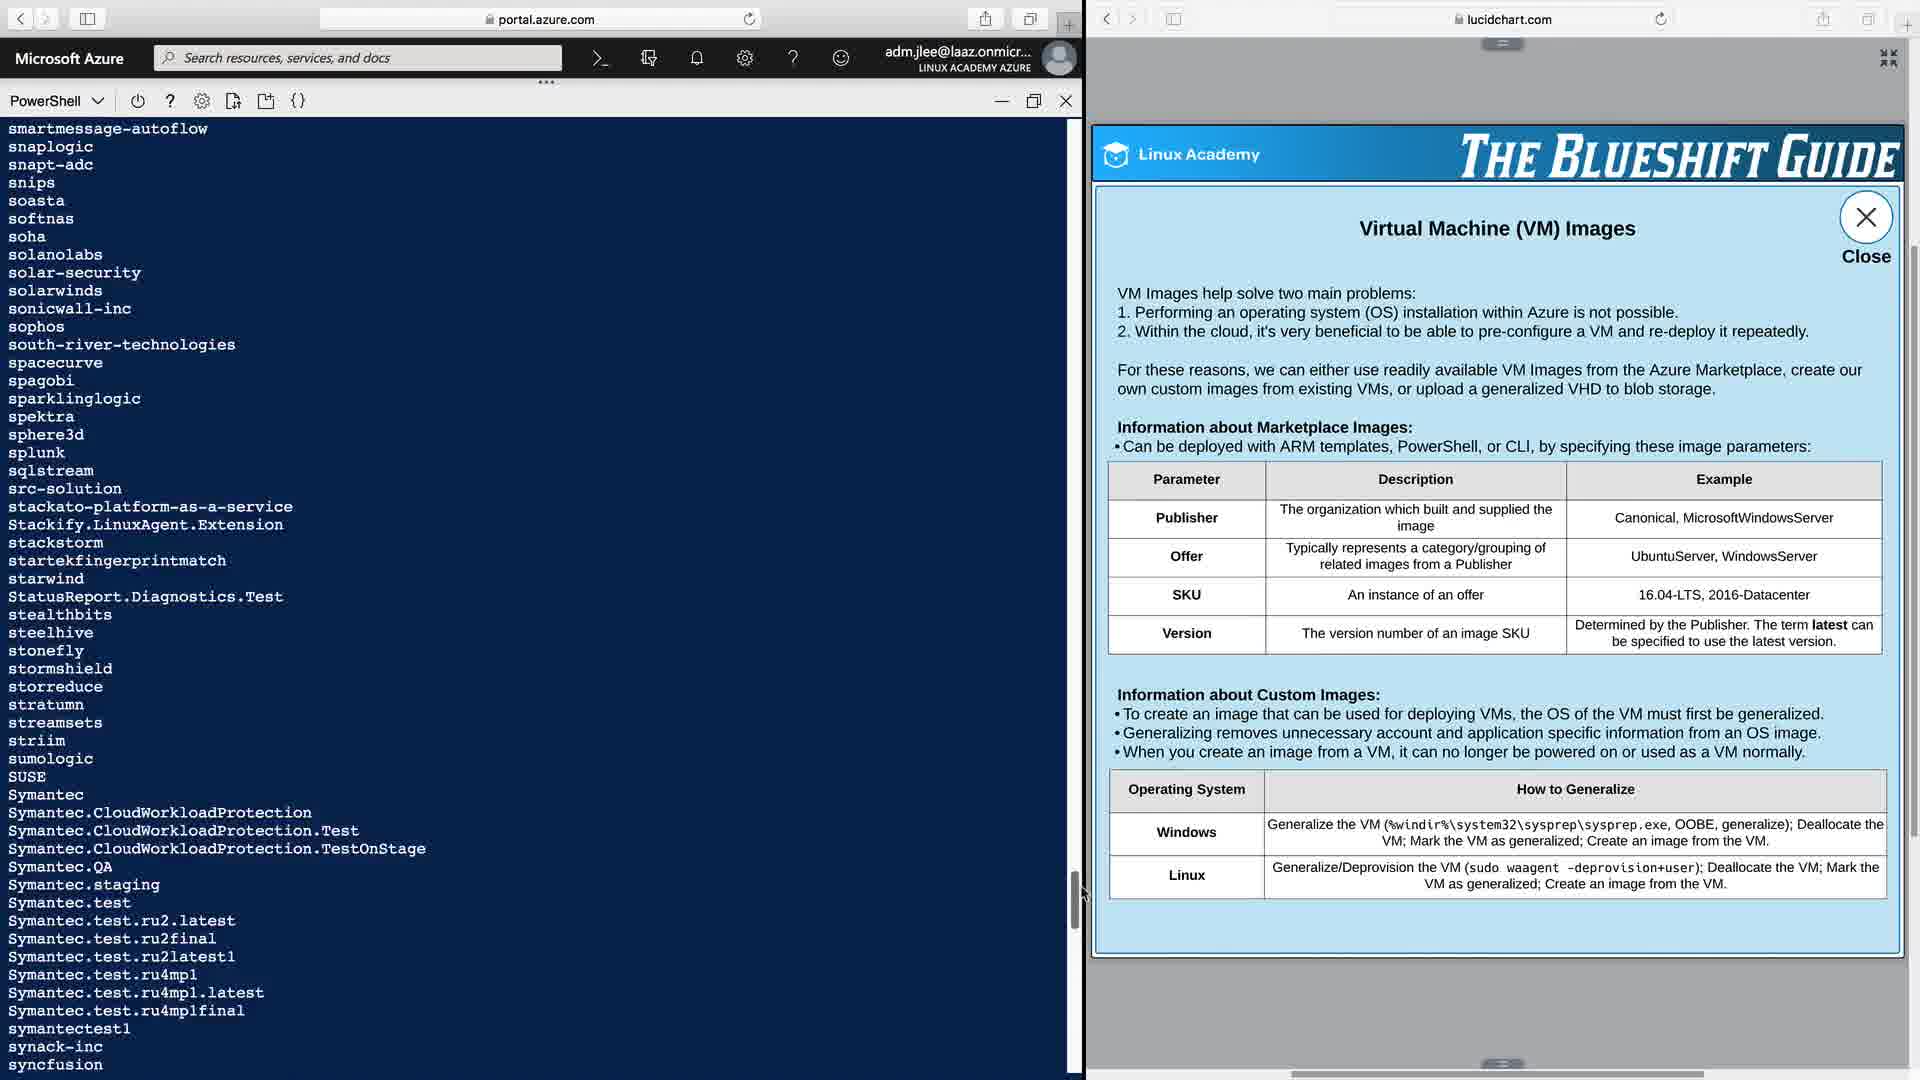 portal.azure.com
Microsoft Azure
Search resources, services, and docs
adm.jlee@laaz.onmicr...
LINUX ACADEMY AZURE
PowerShell
smartmessage-autoflow
snaplogic
snapt-adc
snips
soasta
softnas
soha
solanolabs
solar-security
solarwinds
sonicwall-inc
sophos
south-river-technologies
spacecurve
spagobi
sparklinglogic
spektra
sphere3d
splunk
sqlstream
src-solution
stackato-platform-as-a-service
Stackify.LinuxAgent.Extension
stackstorm
startekfingerprintmatch
starwind
StatusReport.Diagnostics.Test
stealthbits
steelhive
stonefly
stormshield
storreduce
stratumn
streamsets
striim
sumologic
SUSE
Symantec
Symantec.CloudWorkloadProtection
Symantec.CloudWorkloadProtection.Test
Symantec.CloudWorkloadProtection.TestOnStage
Symantec.QA
Symantec.staging
Symantec.test
Symantec.test.ru2.latest
Symantec.test.ru2final
Symantec.test.ru2latest1
Symantec.test.ru4mp1
Symantec.test.ru4mp1.latest
Symantec.test.ru4mp1final
symantectest1
synack-inc
syncfusion
lucidchart.com
Linux Academy
THE BLUESHIFT GUIDE
Virtual Machine (VM) Images
Close
VM Images help solve two main problems:
1. Performing an operating system (OS) installation within Azure is not possible.
2. Within the cloud, it's very beneficial to be able to pre-configure a VM and re-deploy it repeatedly.
For these reasons, we can either use readily available VM Images from the Azure Marketplace, create our
own custom images from existing VMs, or upload a generalized VHD to blob storage.
Information about Marketplace Images:
• Can be deployed with ARM templates, PowerShell, or CLI, by specifying these image parameters:
Parameter Description Example
Publisher The organization which built and supplied the
image Canonical, MicrosoftWindowsServer
Offer Typically represents a category/grouping of
related images from a Publisher UbuntuServer, WindowsServer
SKU An instance of an offer 16.04-LTS, 2016-Datacenter
Version The version number of an image SKU Determined by the Publisher. The term latest can
be specified to use the latest version.
Information about Custom Images:
• To create an image that can be used for deploying VMs, the OS of the VM must first be generalized.
• Generalizing removes unnecessary account and application specific information from an OS image.
• When you create an image from a VM, it can no longer be powered on or used as a VM normally.
Operating System How to Generalize
Windows Generalize the VM (%windir%\system32\sysprep\sysprep.exe, OOBE, generalize); Deallocate the
VM; Mark the VM as generalized; Create an image from the VM.
Linux Generalize/Deprovision the VM (sudo waagent -deprovision+user); Deallocate the VM; Mark the
VM as generalized; Create an image from the VM.